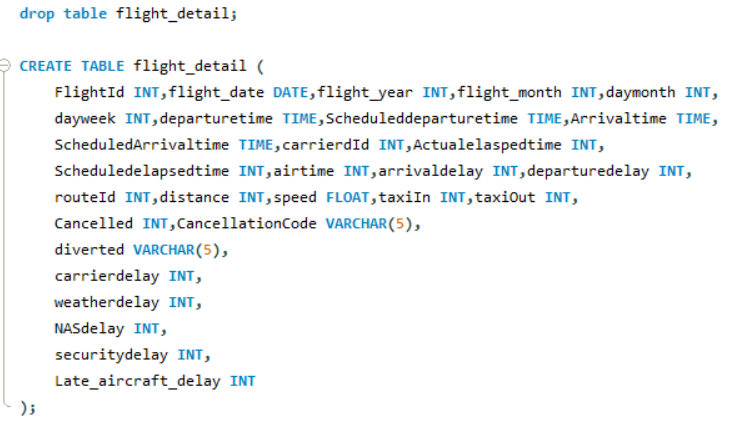 drop table flight_detail;
CREATE TABLE flight_detail (
FlightId INT,flight_date DATE,flight_year INT,flight_month INT,daymonth INT,
dayweek INT,departuretime TIME,Scheduleddeparturetime TIME,Arrivaltime TIME,
ScheduledArrivaltime TIME,carrierdId INT,Actualelaspedtime INT,
Scheduledelapsedtime INT,airtime INT,arrivaldelay INT,departuredelay INT,
routeId INT,distance INT,speed FLOAT,taxiIn INT,taxiOut INT,
Cancelled INT,CancellationCode VARCHAR(5),
diverted VARCHAR(5),
carrierdelay INT,
weatherdelay INT,
NASdelay INT,
securitydelay INT,
Late_aircraft_delay INT
);